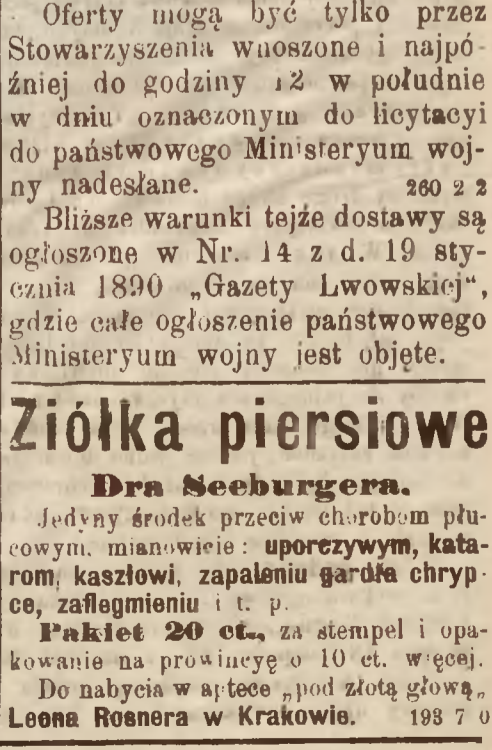 Oferty mogą być tylko przez
Stowarzyszenia wnoszone i najpó-
źniej do godziny 12 w południe
w dniu oznaczonym do licytacyi
do państwowego Ministeryum woj-
ny nadesłane. 260 2 2
Bliższe warunki tejże dostawy są
ogłoszone w Nr. 14 z d. 19 sty-
cznia 1890 „Gazety Lwowskiej“,
gdzie całe ogłoszenie państwowego
Ministeryum wojny jest objęte.
Ziółka piersiowe
Dra Seeburgera.
Jedyny środek przeciw chorobom płu-
cowym, mianowicie: uporczywym, kata-
rom, kaszlowi, zapaleniu gardła chryp-
ce, zaflegmieniu i t. p.
Pakiet 20 ct., za stempel i opa-
kowanie na prowincyę o 10 ct. więcej.
Do nabycia w aptece „pod złotą głową„
Leona Rosnera w Krakowie. 193 7 0